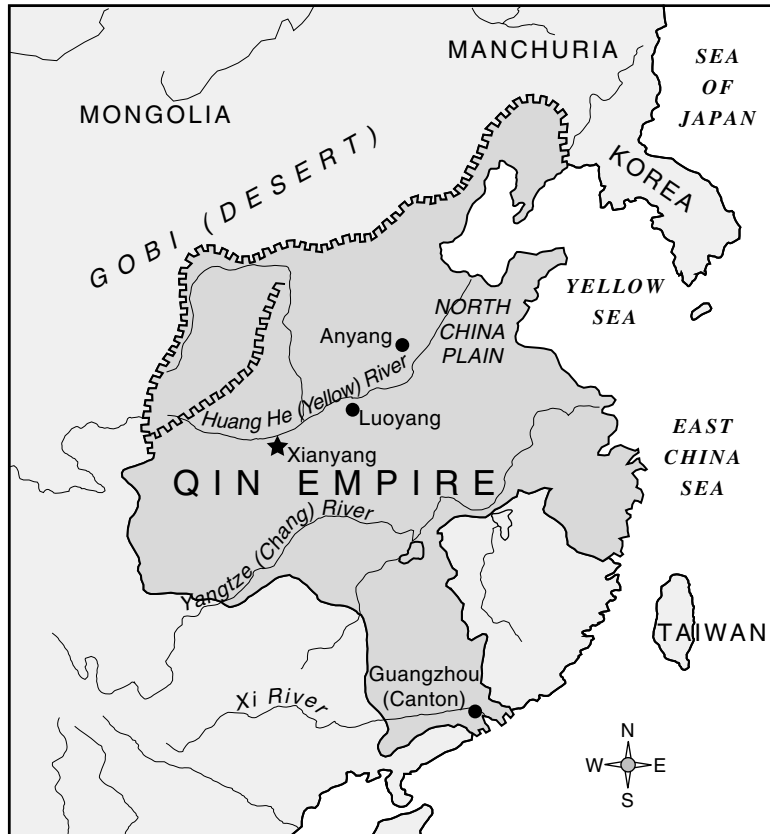 MANCHURIA
SEA
OF
JAPAN
MONGOLIA
GOBI (DESERT)
KOREA
YELLOW
SEA
NORTH
CHINA
PLAIN
Anyang
Huang He (Yellow) River
Luoyang
Xianyang
EAST
CHINA
SEA
QIN EMPIRE
Yangtze (Chang) River
TAIWAN
Guangzhou
(Canton)
Xi River
N
W E
S